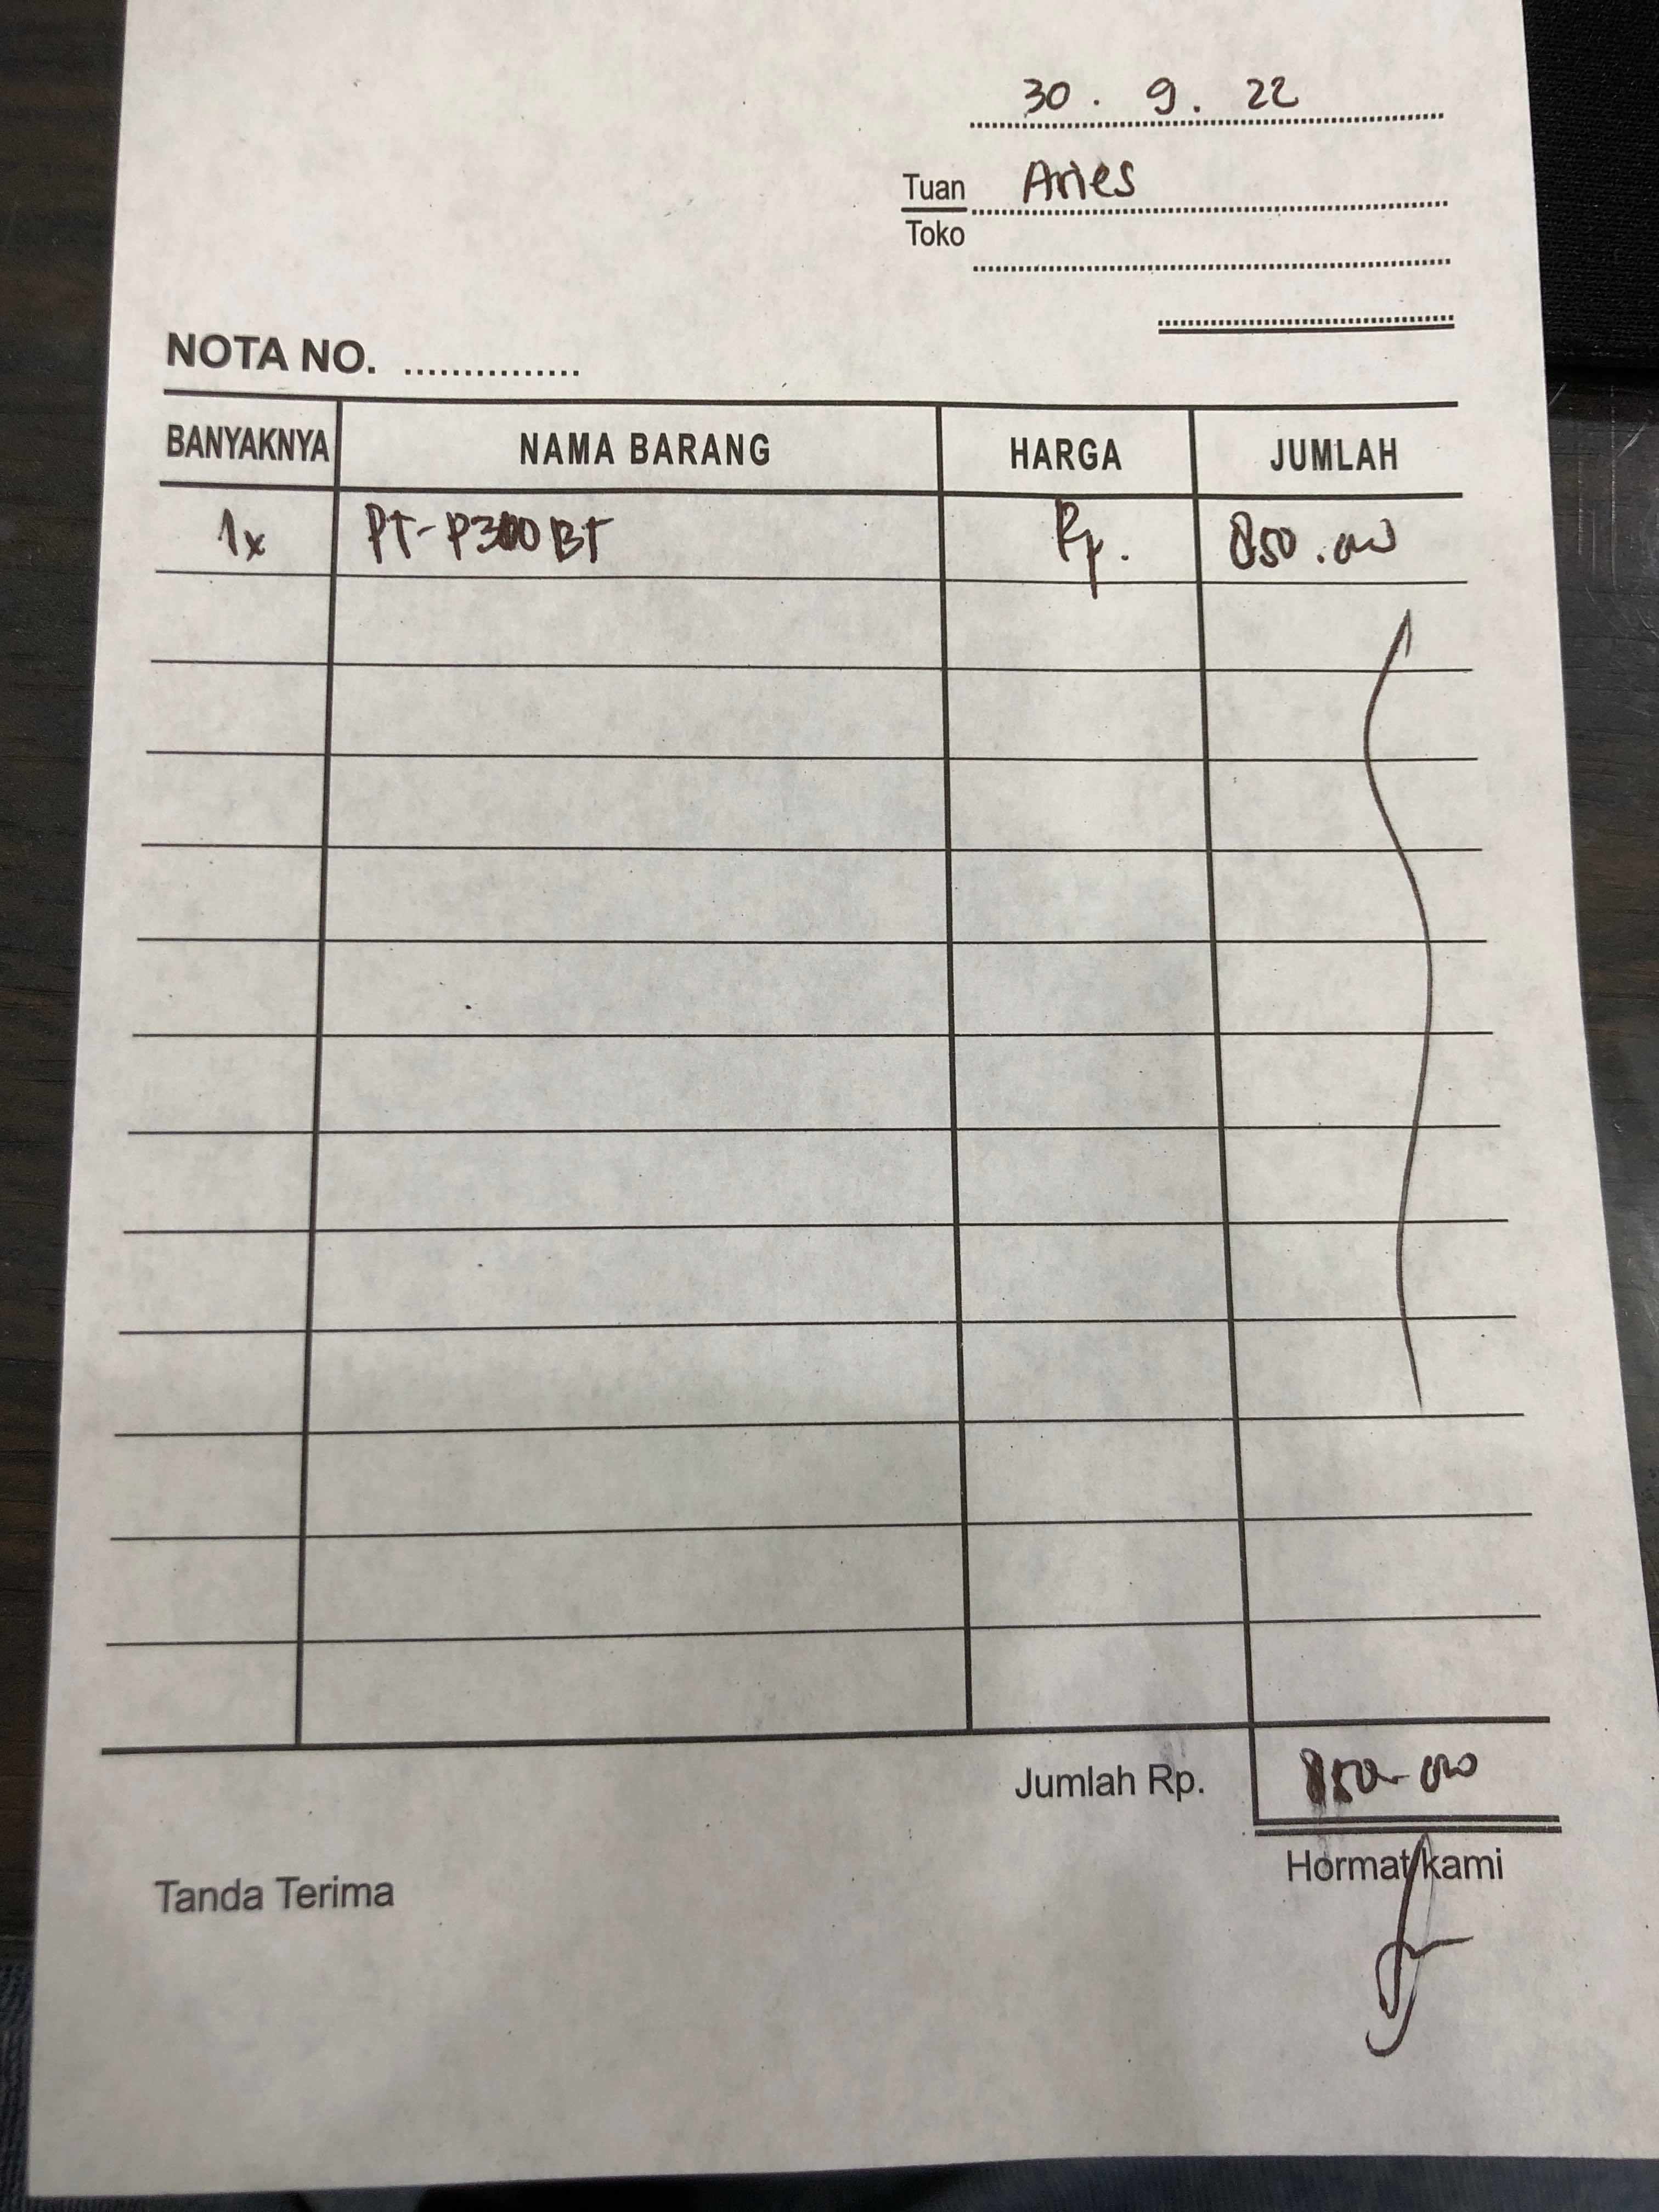 30 . 9 . 22
Tuan Aries
Toko
NOTA NO. ...............
BANYAKNYA NAMA BARANG HARGA JUMLAH
1x PT-P300BT Rp. 850.000
Jumlah Rp. 850.000
Tanda Terima Hormat kami